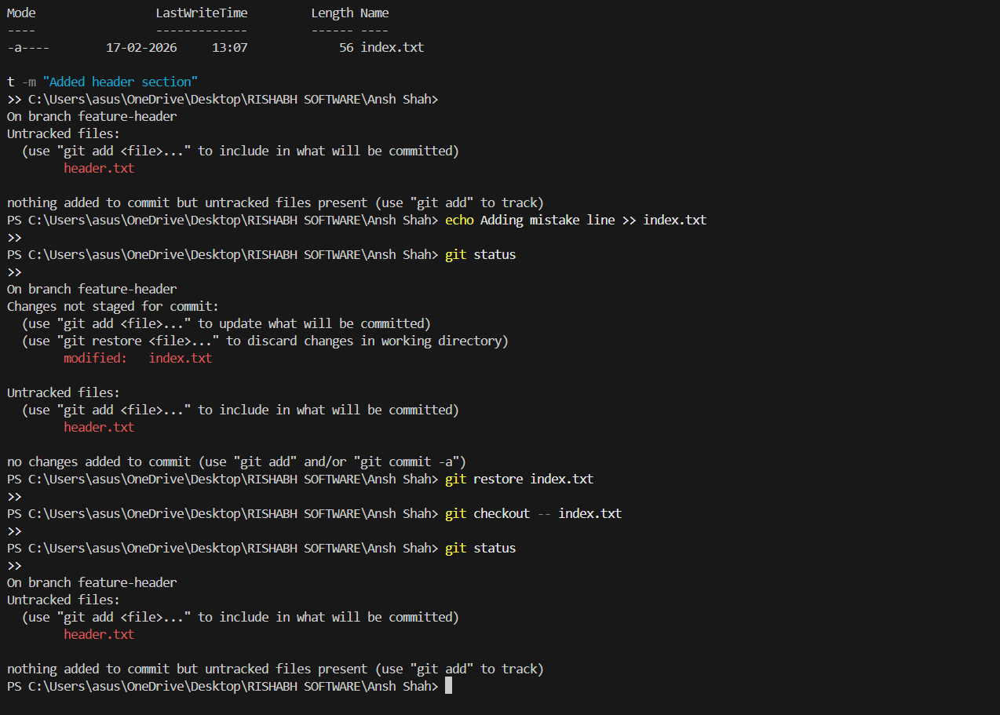 Mode                 LastWriteTime         Length Name
----                 -------------         ------ ----
-a----        17-02-2026     13:07             56 index.txt

t -m "Added header section"
>> C:\Users\asus\OneDrive\Desktop\RISHABH SOFTWARE\Ansh Shah>
On branch feature-header
Untracked files:
  (use "git add <file>..." to include in what will be committed)
        header.txt

nothing added to commit but untracked files present (use "git add" to track)
PS C:\Users\asus\OneDrive\Desktop\RISHABH SOFTWARE\Ansh Shah> echo Adding mistake line >> index.txt
>>
PS C:\Users\asus\OneDrive\Desktop\RISHABH SOFTWARE\Ansh Shah> git status
>>
On branch feature-header
Changes not staged for commit:
  (use "git add <file>..." to update what will be committed)
  (use "git restore <file>..." to discard changes in working directory)
        modified:   index.txt

Untracked files:
  (use "git add <file>..." to include in what will be committed)
        header.txt

no changes added to commit (use "git add" and/or "git commit -a")
PS C:\Users\asus\OneDrive\Desktop\RISHABH SOFTWARE\Ansh Shah> git restore index.txt
>>
PS C:\Users\asus\OneDrive\Desktop\RISHABH SOFTWARE\Ansh Shah> git checkout -- index.txt
>>
PS C:\Users\asus\OneDrive\Desktop\RISHABH SOFTWARE\Ansh Shah> git status
>>
On branch feature-header
Untracked files:
  (use "git add <file>..." to include in what will be committed)
        header.txt

nothing added to commit but untracked files present (use "git add" to track)
PS C:\Users\asus\OneDrive\Desktop\RISHABH SOFTWARE\Ansh Shah>